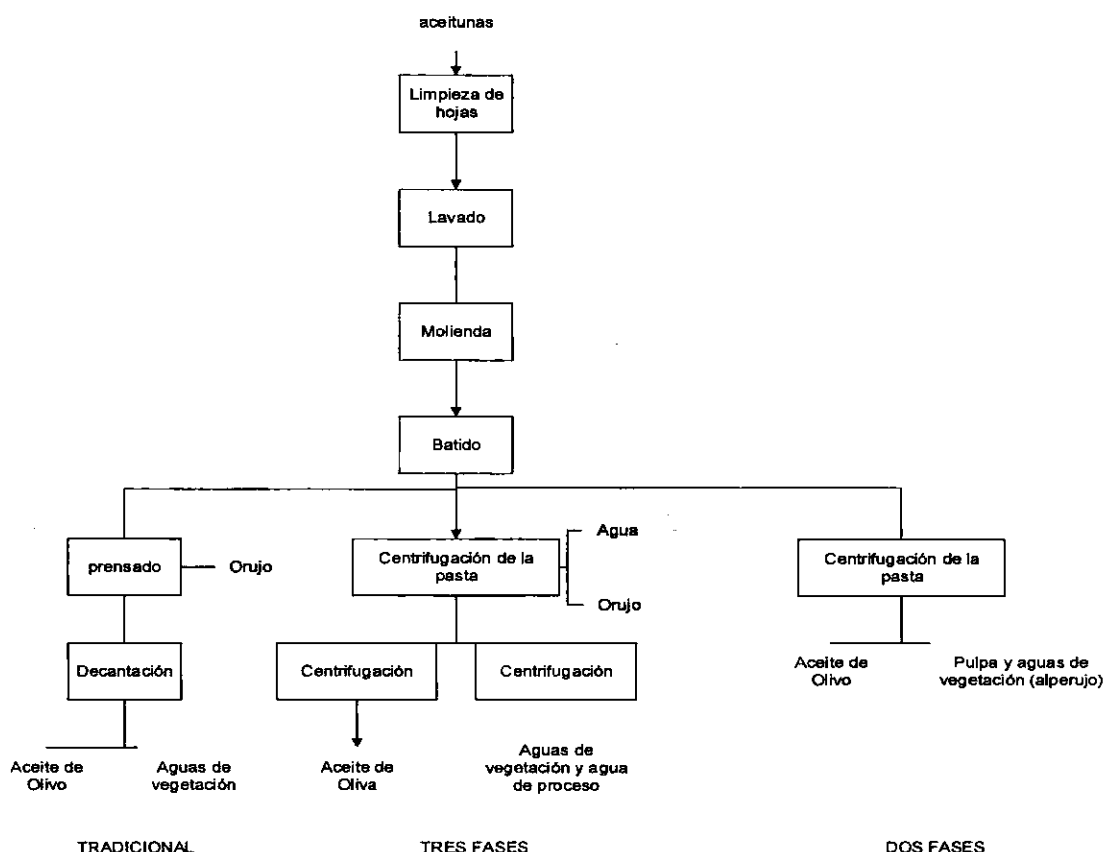 aceitunas
Limpieza de
hojas
Lavado
Molienda
Batido
prensado
Orujo
Centrifugación de la
pasta
Agua
Orujo
Centrifugación de la
pasta
Decantación
Centrifugación
Centrifugación
Aceite de
Olivo
Pulpa y aguas de
vegetación (alperujo)
Aceite de
Olivo
Aguas de
vegetación
Aceite de
Oliva
Aguas de
vegetación y agua
de proceso
TRADICIONAL
TRES FASES
DOS FASES